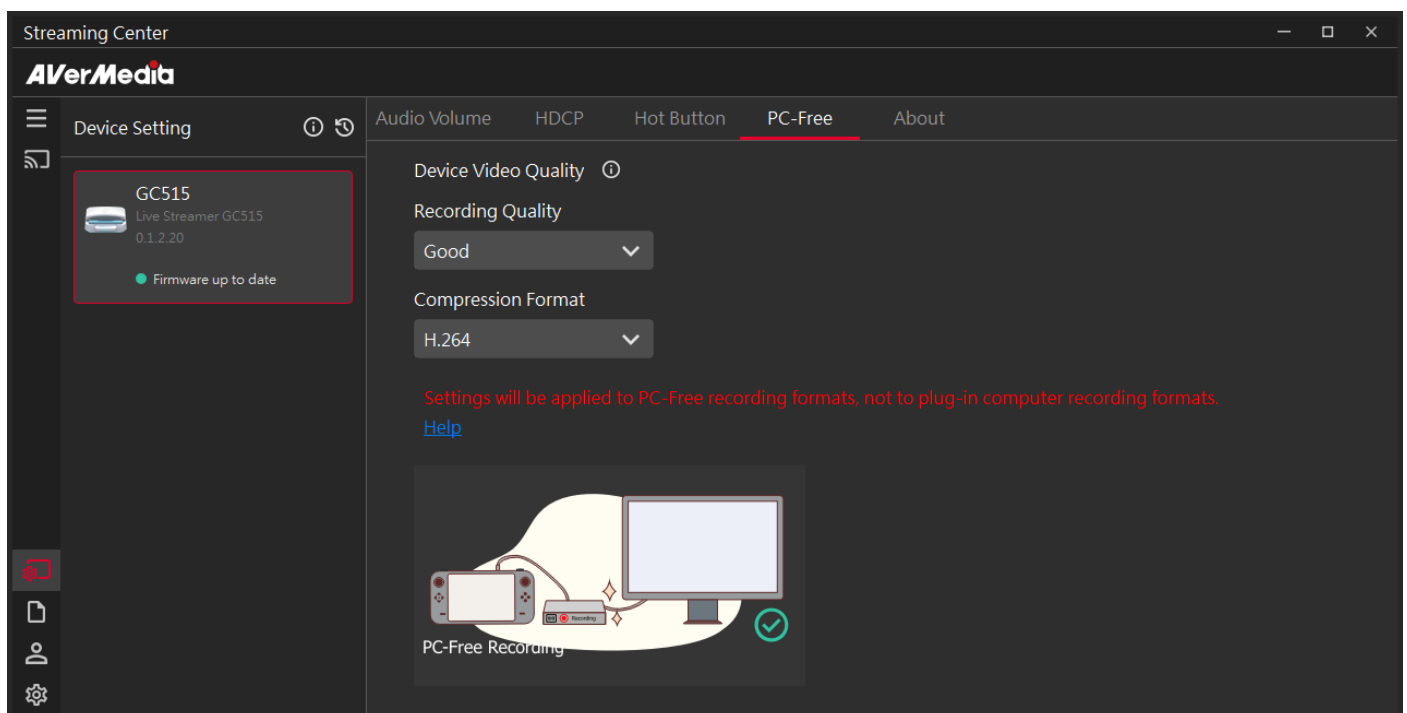 Streaming Center
AVerMedia
Device Setting
GC515
Live Streamer GC515
0.1.2.20
Firmware up to date
Audio Volume HDCP Hot Button PC-Free About
Device Video Quality
Recording Quality
Good
Compression Format
H.264
Settings will be applied to PC-Free recording formats, not to plug-in computer recording formats.
Help
Recording
PC-Free Recording